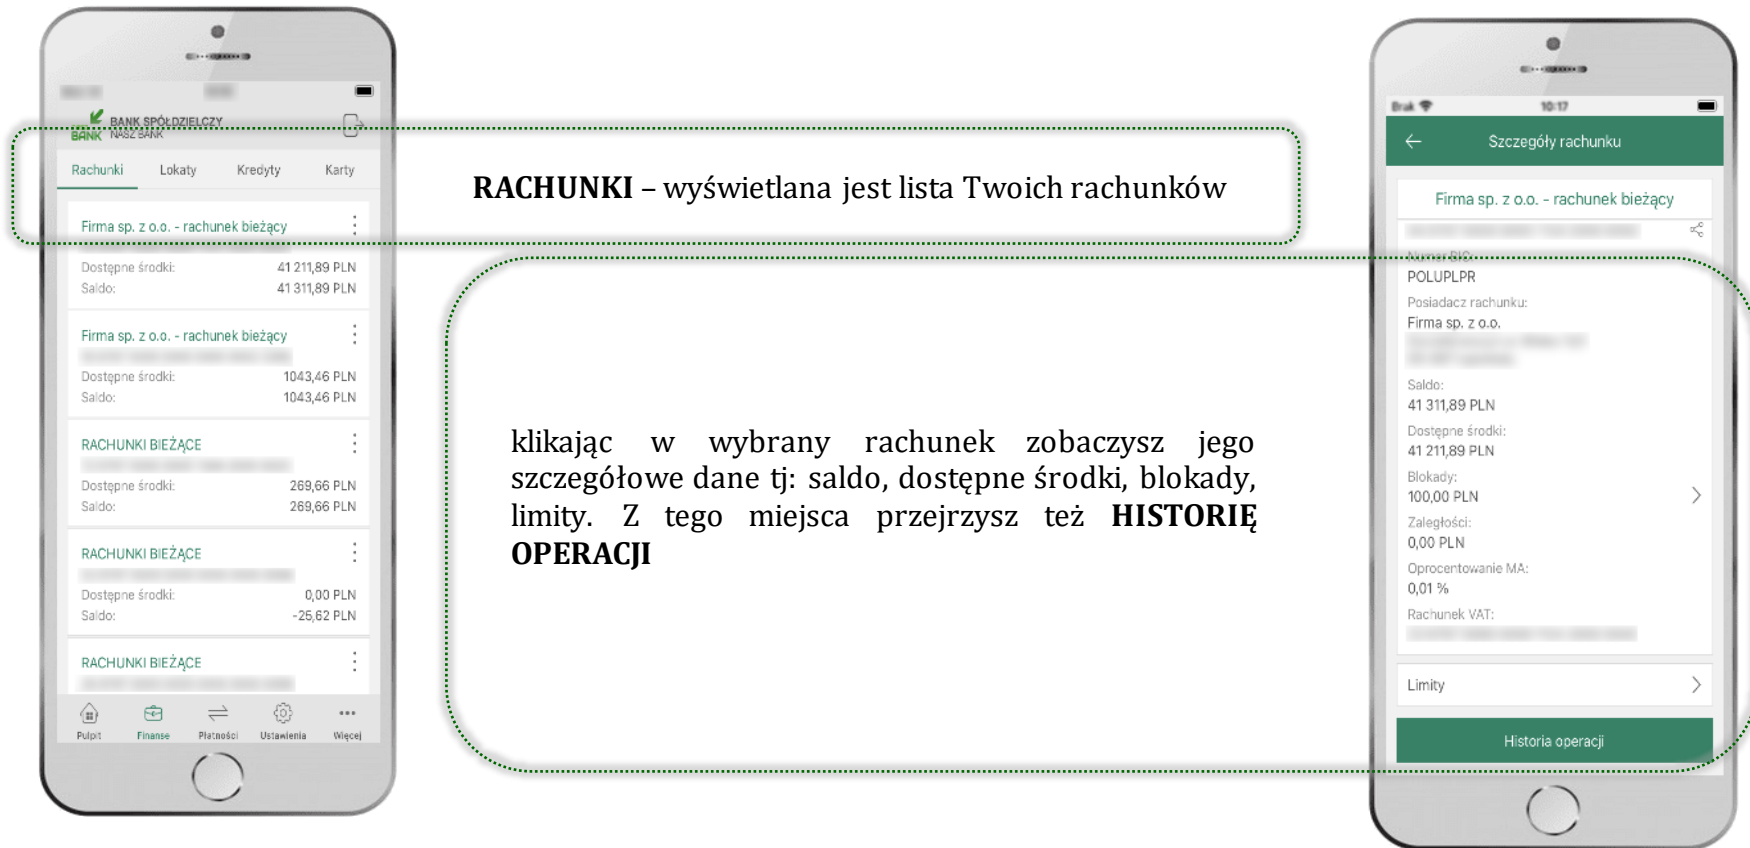 BANK SPÓŁDZIELCZY
BANK NASZ BANK
Rachunki Lokaty Kredyty Karty
Firma sp. z o.o. - rachunek bieżący
Dostępne środki: 41 211,89 PLN
Saldo: 41 311,89 PLN
Firma sp. z o.o. - rachunek bieżący
Dostępne środki: 1043,46 PLN
Saldo: 1043,46 PLN
RACHUNKI BIEŻĄCE
Dostępne środki: 269,66 PLN
Saldo: 269,66 PLN
RACHUNKI BIEŻĄCE
Dostępne środki: 0,00 PLN
Saldo: -25,62 PLN
RACHUNKI BIEŻĄCE
Pulpit Finanse Płatności Ustawienia Więcej
RACHUNKI – wyświetlana jest lista Twoich rachunków
klikając w wybrany rachunek zobaczysz jego
szczegółowe dane tj: saldo, dostępne środki, blokady,
limity. Z tego miejsca przejrzysz też HISTORIĘ
OPERACJI
Brak 10:17
Szczegóły rachunku
Firma sp. z o.o. - rachunek bieżący
Numer BIC:
POLUPLPR
Posiadacz rachunku:
Firma sp. z o.o.
Saldo:
41 311,89 PLN
Dostępne środki:
41 211,89 PLN
Blokady:
100,00 PLN
Zaległości:
0,00 PLN
Oprocentowanie MA:
0,01 %
Rachunek VAT:
Limity
Historia operacji